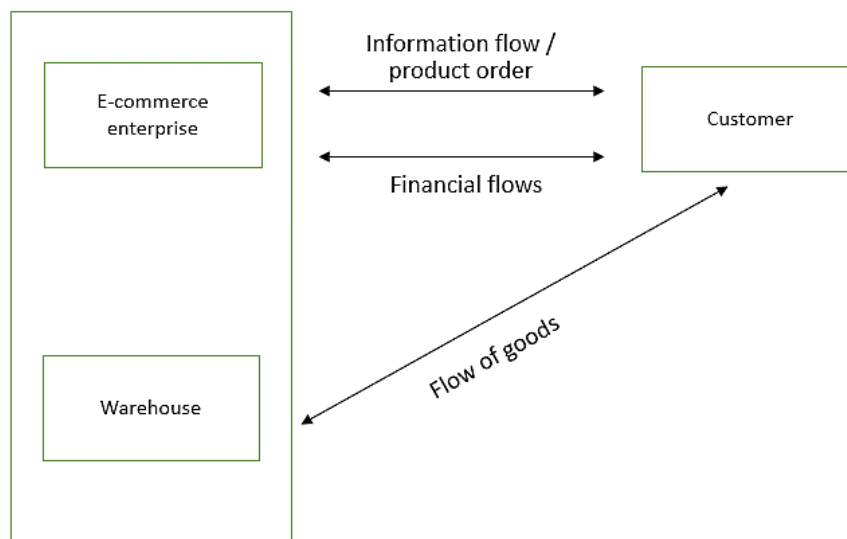 Information flow /
product order
E-commerce
enterprise
Customer
Financial flows
Flow of goods
Warehouse